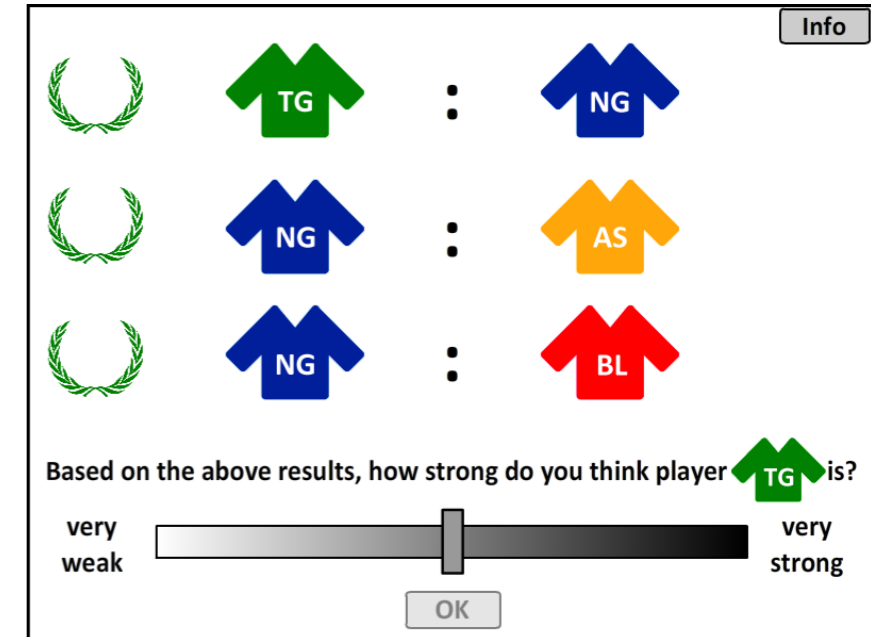 Info
TG : NG
NG : AS
NG : BL
Based on the above results, how strong do you think player TG is?
very weak
very strong
OK